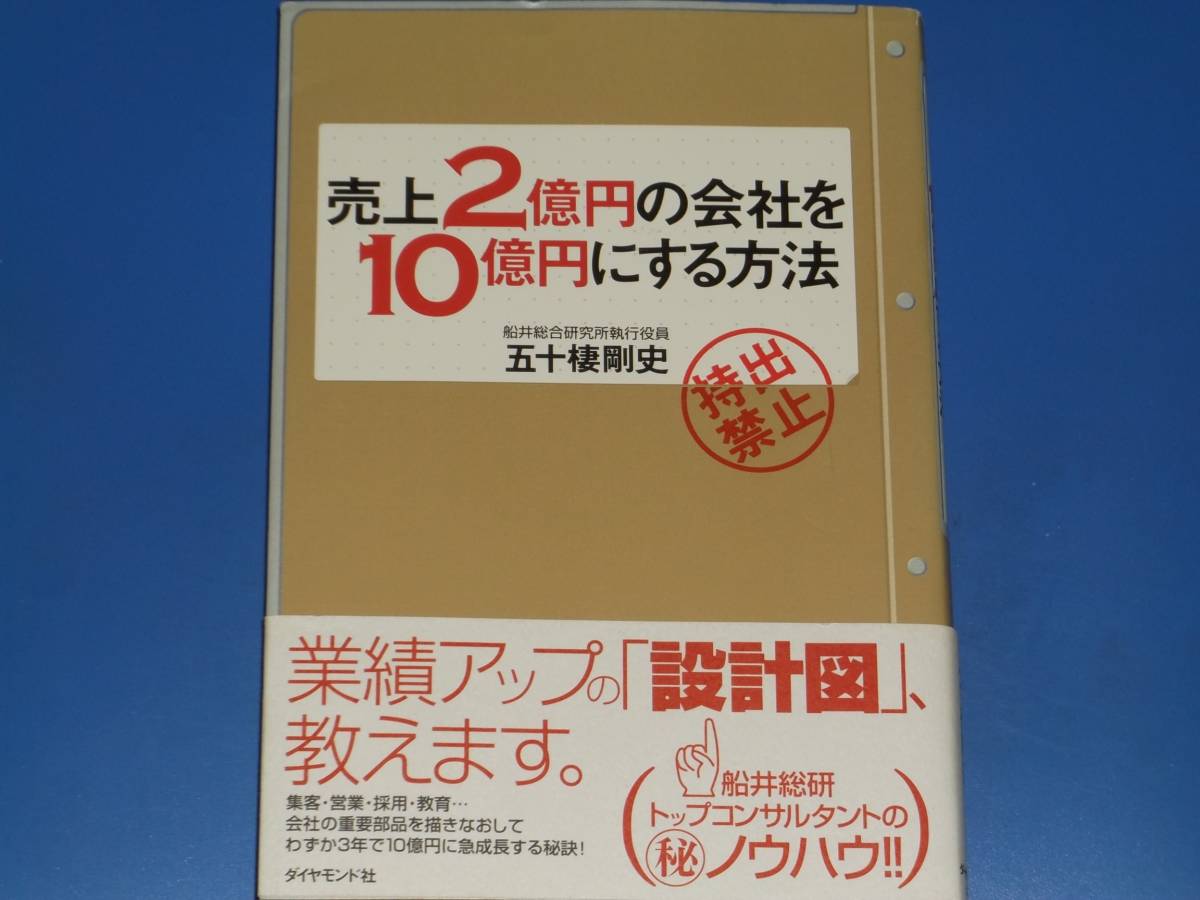 売上2億円の会社を
10億円にする方法
船井総合研究所執行役員
五十棲剛史
持出
禁止
業績アップの「設計図」、
教えます。
集客・営業・採用・教育…
会社の重要部品を描きなおして
わずか3年で10億円に急成長する秘訣!
ダイヤモンド社
船井総研
トップコンサルタントの
㊙ノウハウ!!